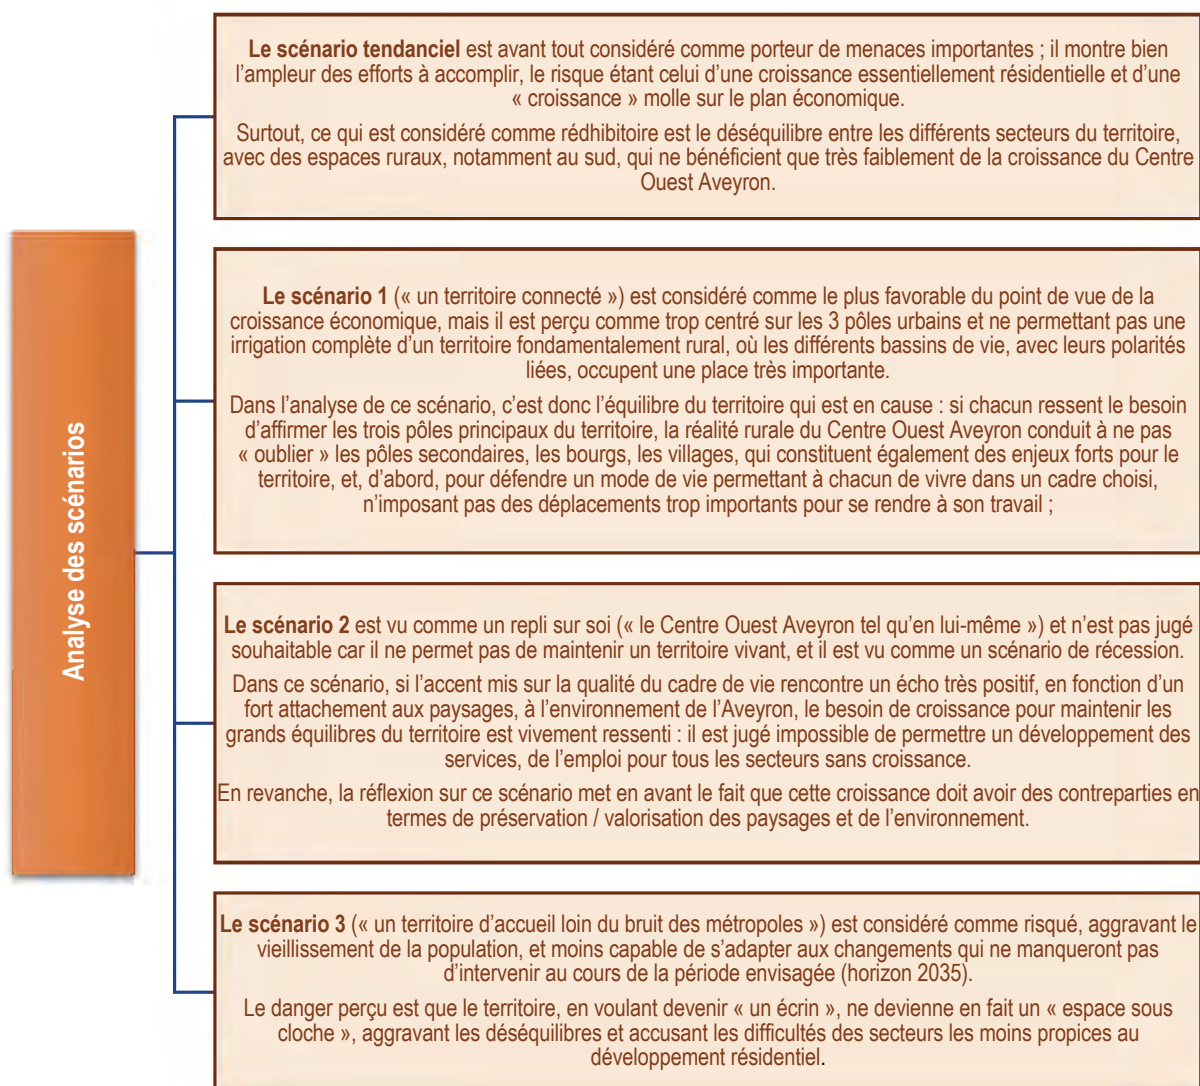 Analyse des scénarios
Le scénario tendanciel est avant tout considéré comme porteur de menaces importantes ; il montre bien
l'ampleur des efforts à accomplir, le risque étant celui d'une croissance essentiellement résidentielle et d'une
« croissance » molle sur le plan économique.
Surtout, ce qui est considéré comme rédhibitoire est le déséquilibre entre les différents secteurs du territoire,
avec des espaces ruraux, notamment au sud, qui ne bénéficient que très faiblement de la croissance du Centre
Ouest Aveyron.
Le scénario 1 (« un territoire connecté ») est considéré comme le plus favorable du point de vue de la
croissance économique, mais il est perçu comme trop centré sur les 3 pôles urbains et ne permettant pas une
irrigation complète d'un territoire fondamentalement rural, où les différents bassins de vie, avec leurs polarités
liées, occupent une place très importante.
Dans l'analyse de ce scénario, c'est donc l'équilibre du territoire qui est en cause : si chacun ressent le besoin
d'affirmer les trois pôles principaux du territoire, la réalité rurale du Centre Ouest Aveyron conduit à ne pas
« oublier » les pôles secondaires, les bourgs, les villages, qui constituent également des enjeux forts pour le
territoire, et, d'abord, pour défendre un mode de vie permettant à chacun de vivre dans un cadre choisi,
n'imposant pas des déplacements trop importants pour se rendre à son travail ;
Le scénario 2 est vu comme un repli sur soi (« le Centre Ouest Aveyron tel qu'en lui-même ») et n'est pas jugé
souhaitable car il ne permet pas de maintenir un territoire vivant, et il est vu comme un scénario de récession.
Dans ce scénario, si l'accent mis sur la qualité du cadre de vie rencontre un écho très positif, en fonction d'un
fort attachement aux paysages, à l'environnement de l'Aveyron, le besoin de croissance pour maintenir les
grands équilibres du territoire est vivement ressenti : il est jugé impossible de permettre un développement des
services, de l'emploi pour tous les secteurs sans croissance.
En revanche, la réflexion sur ce scénario met en avant le fait que cette croissance doit avoir des contreparties en
termes de préservation / valorisation des paysages et de l'environnement.
Le scénario 3 (« un territoire d'accueil loin du bruit des métropoles ») est considéré comme risqué, aggravant le
vieillissement de la population, et moins capable de s'adapter aux changements qui ne manqueront pas
d'intervenir au cours de la période envisagée (horizon 2035).
Le danger perçu est que le territoire, en voulant devenir « un écrin », ne devienne en fait un « espace sous
cloche », aggravant les déséquilibres et accusant les difficultés des secteurs les moins propices au
développement résidentiel.